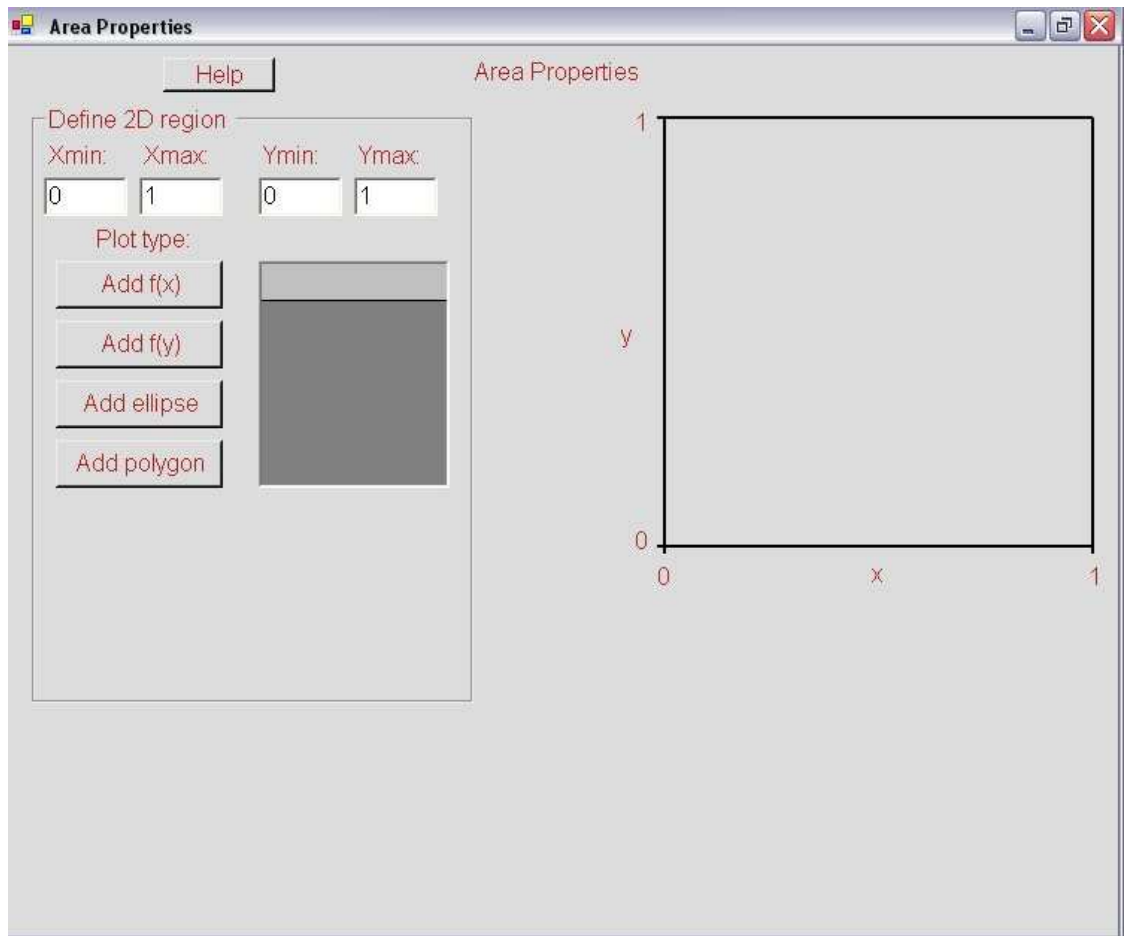 Area Properties
Help
Area Properties
Define 2D region
Xmin: Xmax: Ymin: Ymax:
0 1 0 1
Plot type:
Add f(x)
Add f(y)
Add ellipse
Add polygon
1
y
0
0 x 1